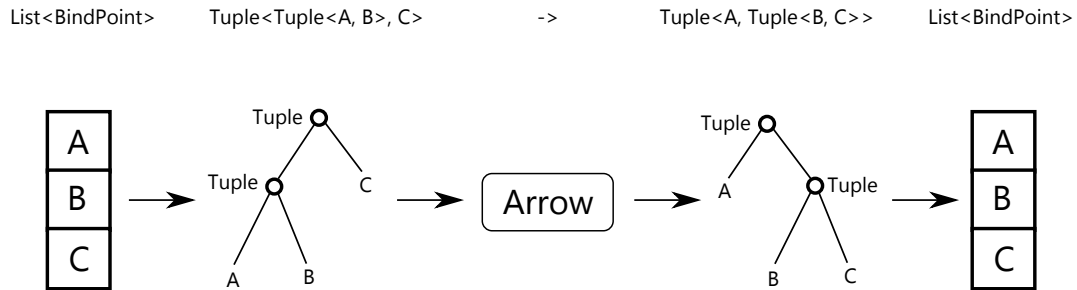 List<BindPoint> Tuple<Tuple<A, B>, C> -> Tuple<A, Tuple<B, C>> List<BindPoint>
A
B
C
Tuple
Tuple
C
A
B
Arrow
Tuple
A
Tuple
B
C
A
B
C